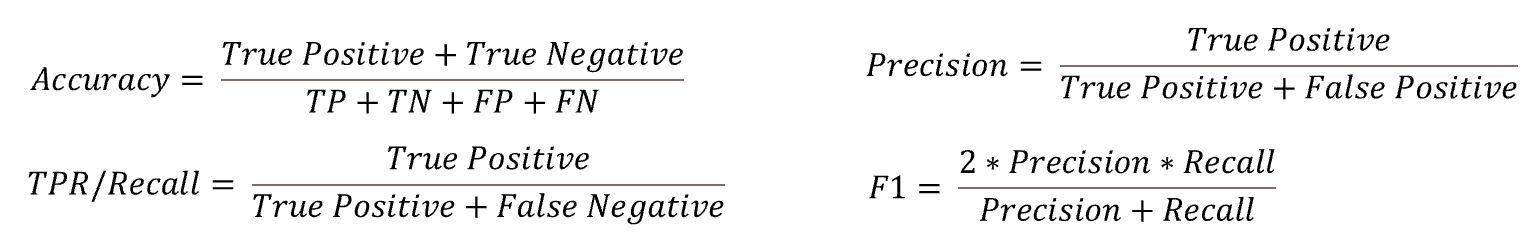 Accuracy = True Positive + True Negative / TP + TN + FP + FN
Precision = True Positive / True Positive + False Positive
TPR/Recall = True Positive / True Positive + False Negative
F1 = 2 * Precision * Recall / Precision + Recall